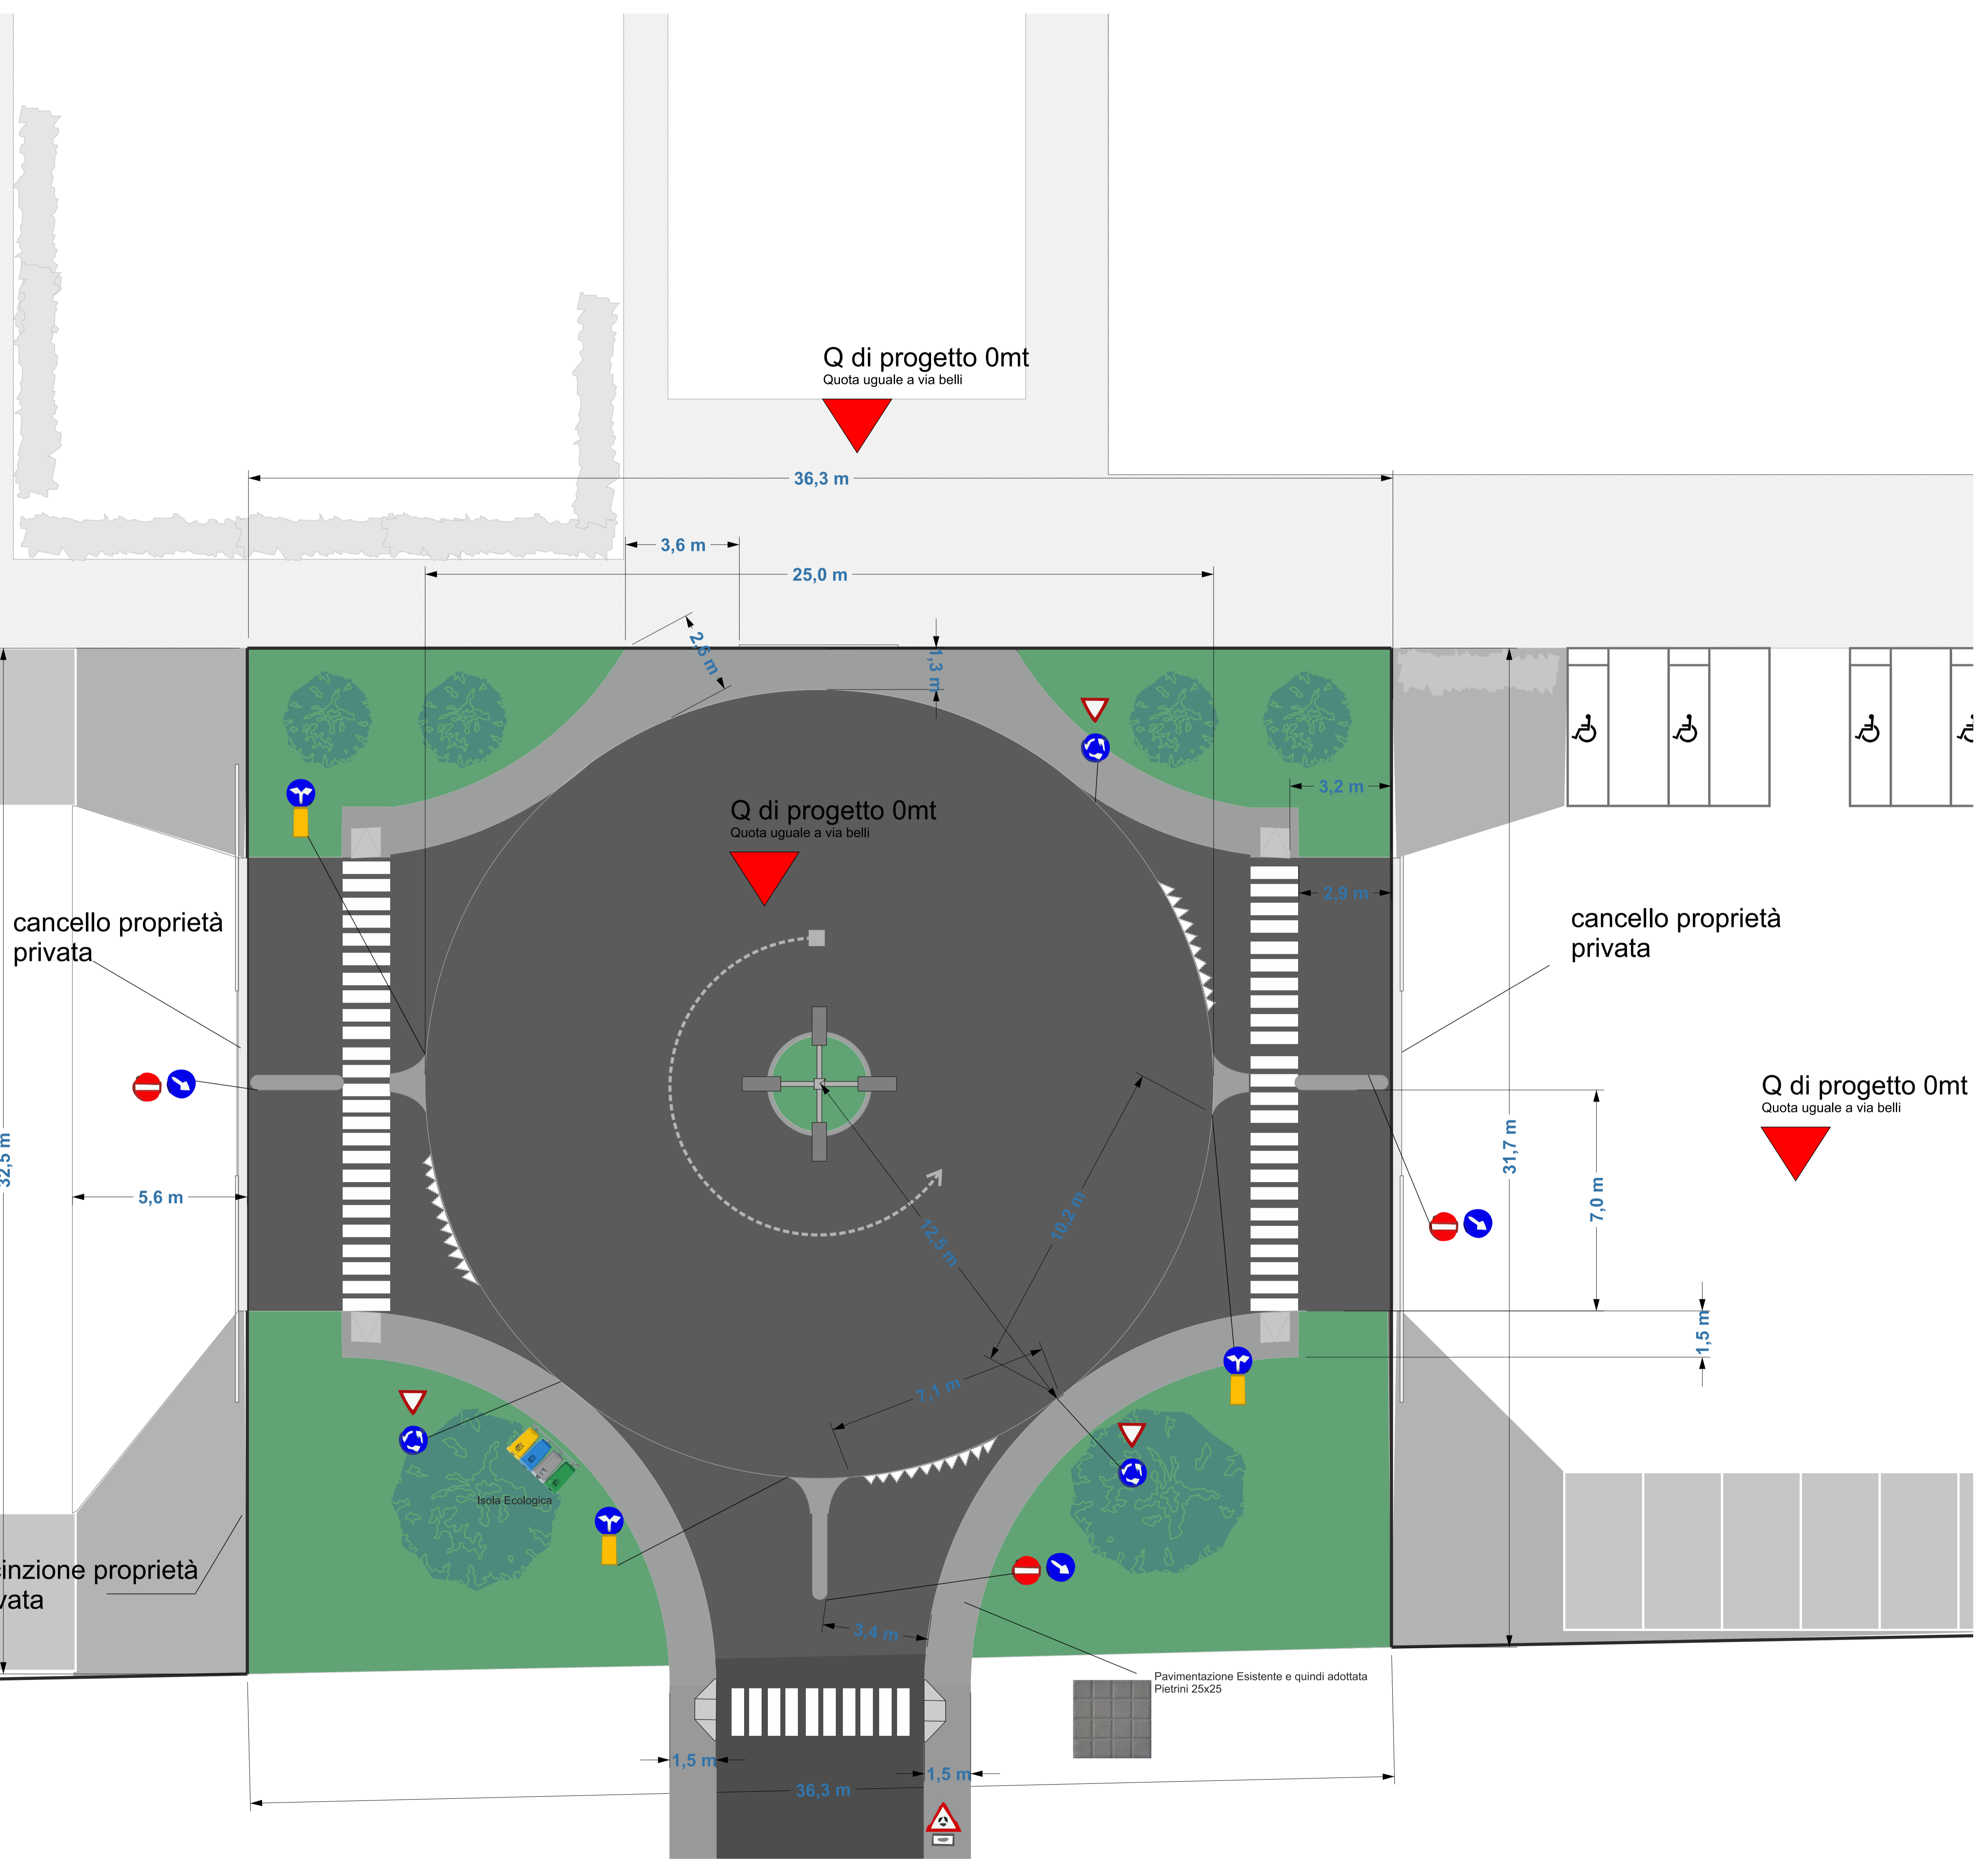 Q di progetto 0mt
Quota uguale a via belli
36,3 m
3,6 m
25,0 m
2,6 m
1,3 m
3,2 m
Q di progetto 0mt
Quota uguale a via belli
2,9 m
cancello proprietà
privata
cancello proprietà
privata
Q di progetto 0mt
Quota uguale a via belli
32,5 m
5,6 m
31,7 m
7,0 m
10,2 m
12,5 m
1,5 m
7,1 m
Isola Ecologica
cinzione proprietà
vata
3,4 m
Pavimentazione Esistente e quindi adottata
Pietrini 25x25
1,5 m
36,3 m
1,5 m